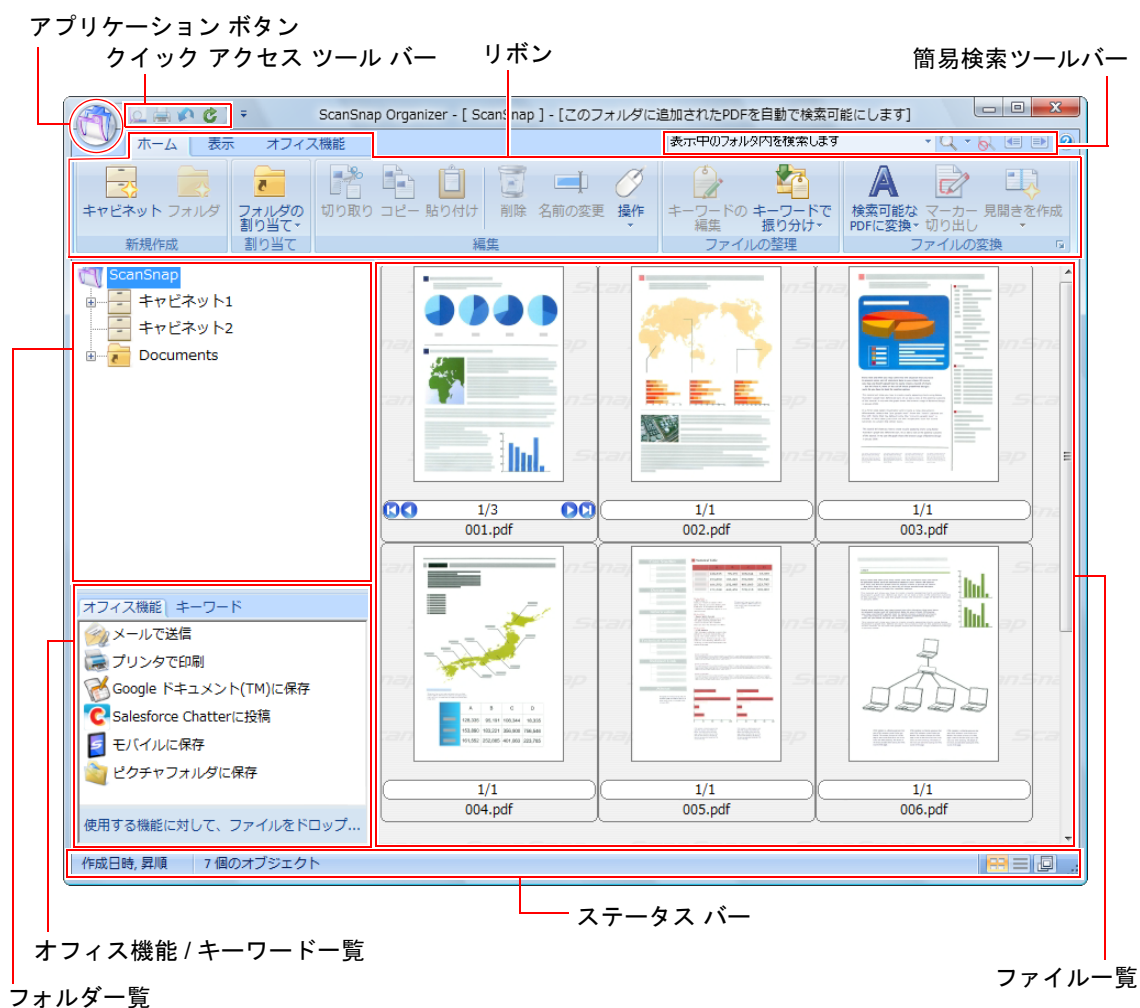 アプリケーション ボタン
クイック アクセス ツール バー
リボン
簡易検索ツールバー
ScanSnap Organizer - [ ScanSnap ] - [このフォルダに追加されたPDFを自動で検索可能にします]
ホーム 表示 オフィス機能
表示中のフォルダ内を検索します
キャビネット フォルダ
新規作成
フォルダの
割り当て
割り当て
切り取り コピー 貼り付け 削除 名前の変更 操作
編集
キーワードの
編集
キーワードで
振り分け
ファイルの整理
検索可能な
PDFに変換
マーカー
切り出し
見開きを作成
ファイルの変換
ScanSnap
キャビネット1
キャビネット2
Documents
1/3
001.pdf
1/1
002.pdf
1/1
003.pdf
1/1
004.pdf
1/1
005.pdf
1/1
006.pdf
オフィス機能 キーワード
メールで送信
プリンタで印刷
Google ドキュメント(TM)に保存
Salesforce Chatterに投稿
モバイルに保存
ピクチャフォルダに保存
使用する機能に対して、ファイルをドロップ...
作成日時, 昇順 7 個のオブジェクト
ステータス バー
オフィス機能 / キーワード一覧
ファイル一覧
フォルダ一覧